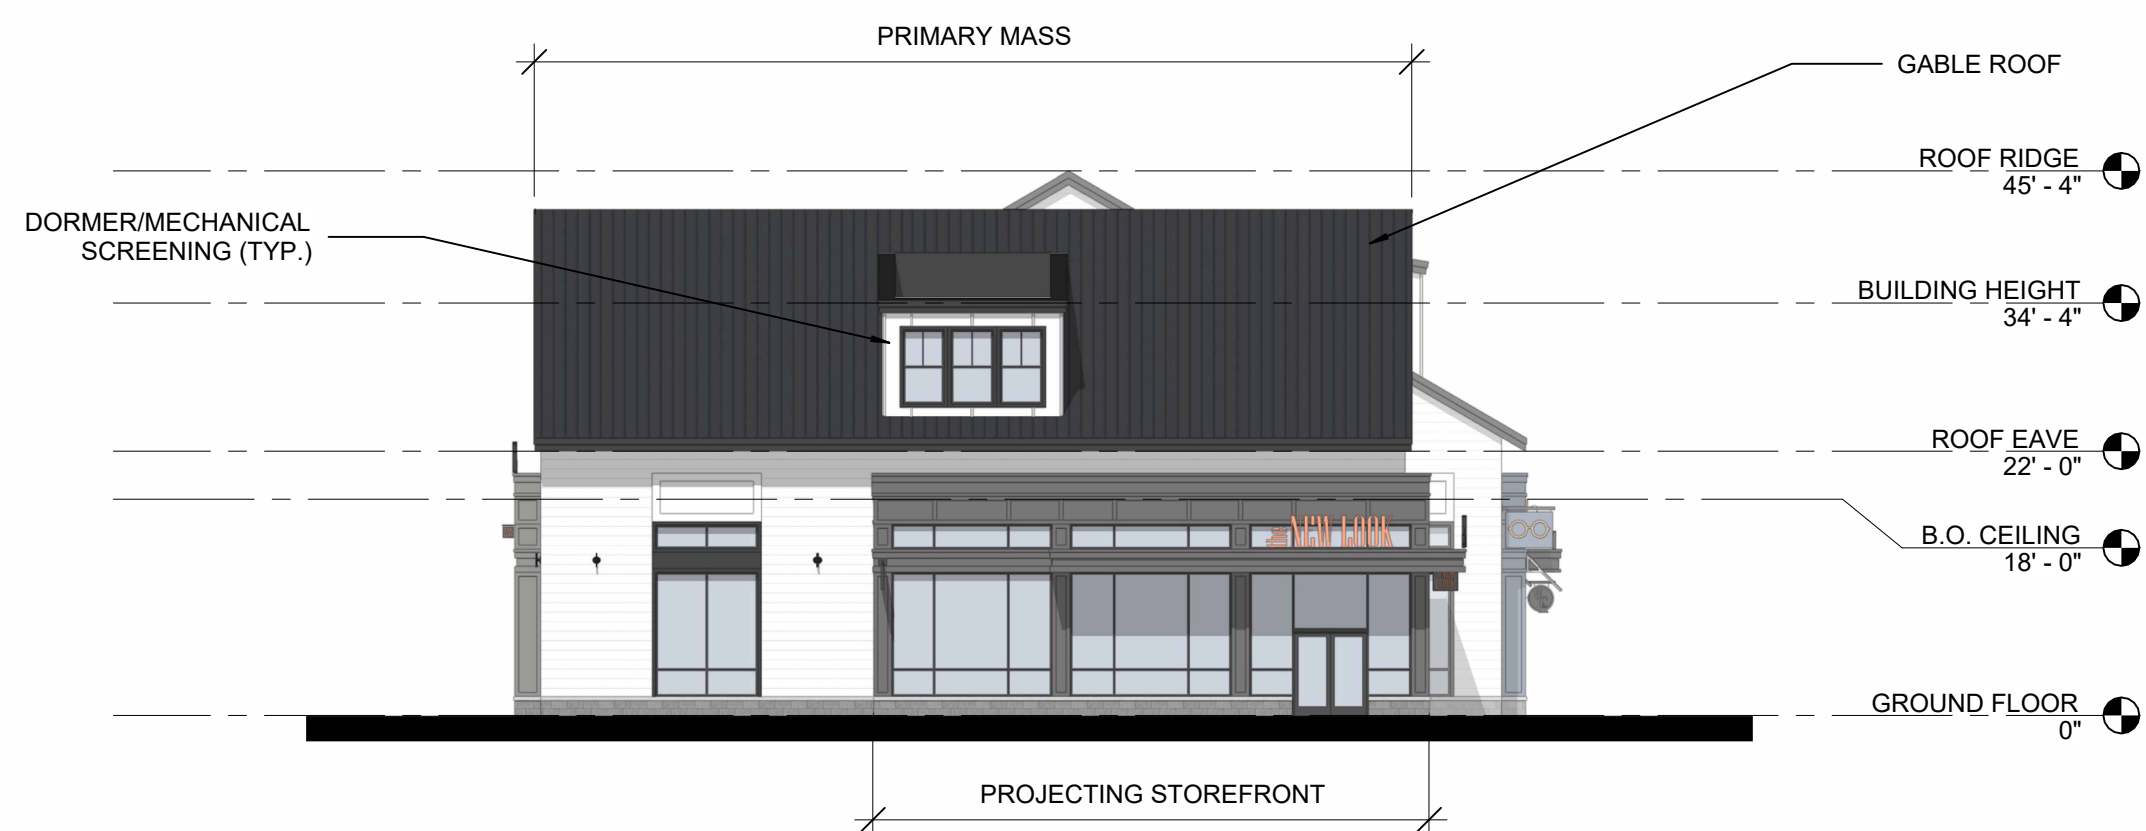 PRIMARY MASS
GABLE ROOF
ROOF RIDGE
45' - 4"
DORMER/MECHANICAL
SCREENING (TYP.)
BUILDING HEIGHT
34' - 4"
ROOF EAVE
22' - 0"
the NEW LOOK
B.O. CEILING
18' - 0"
GROUND FLOOR
0"
PROJECTING STOREFRONT